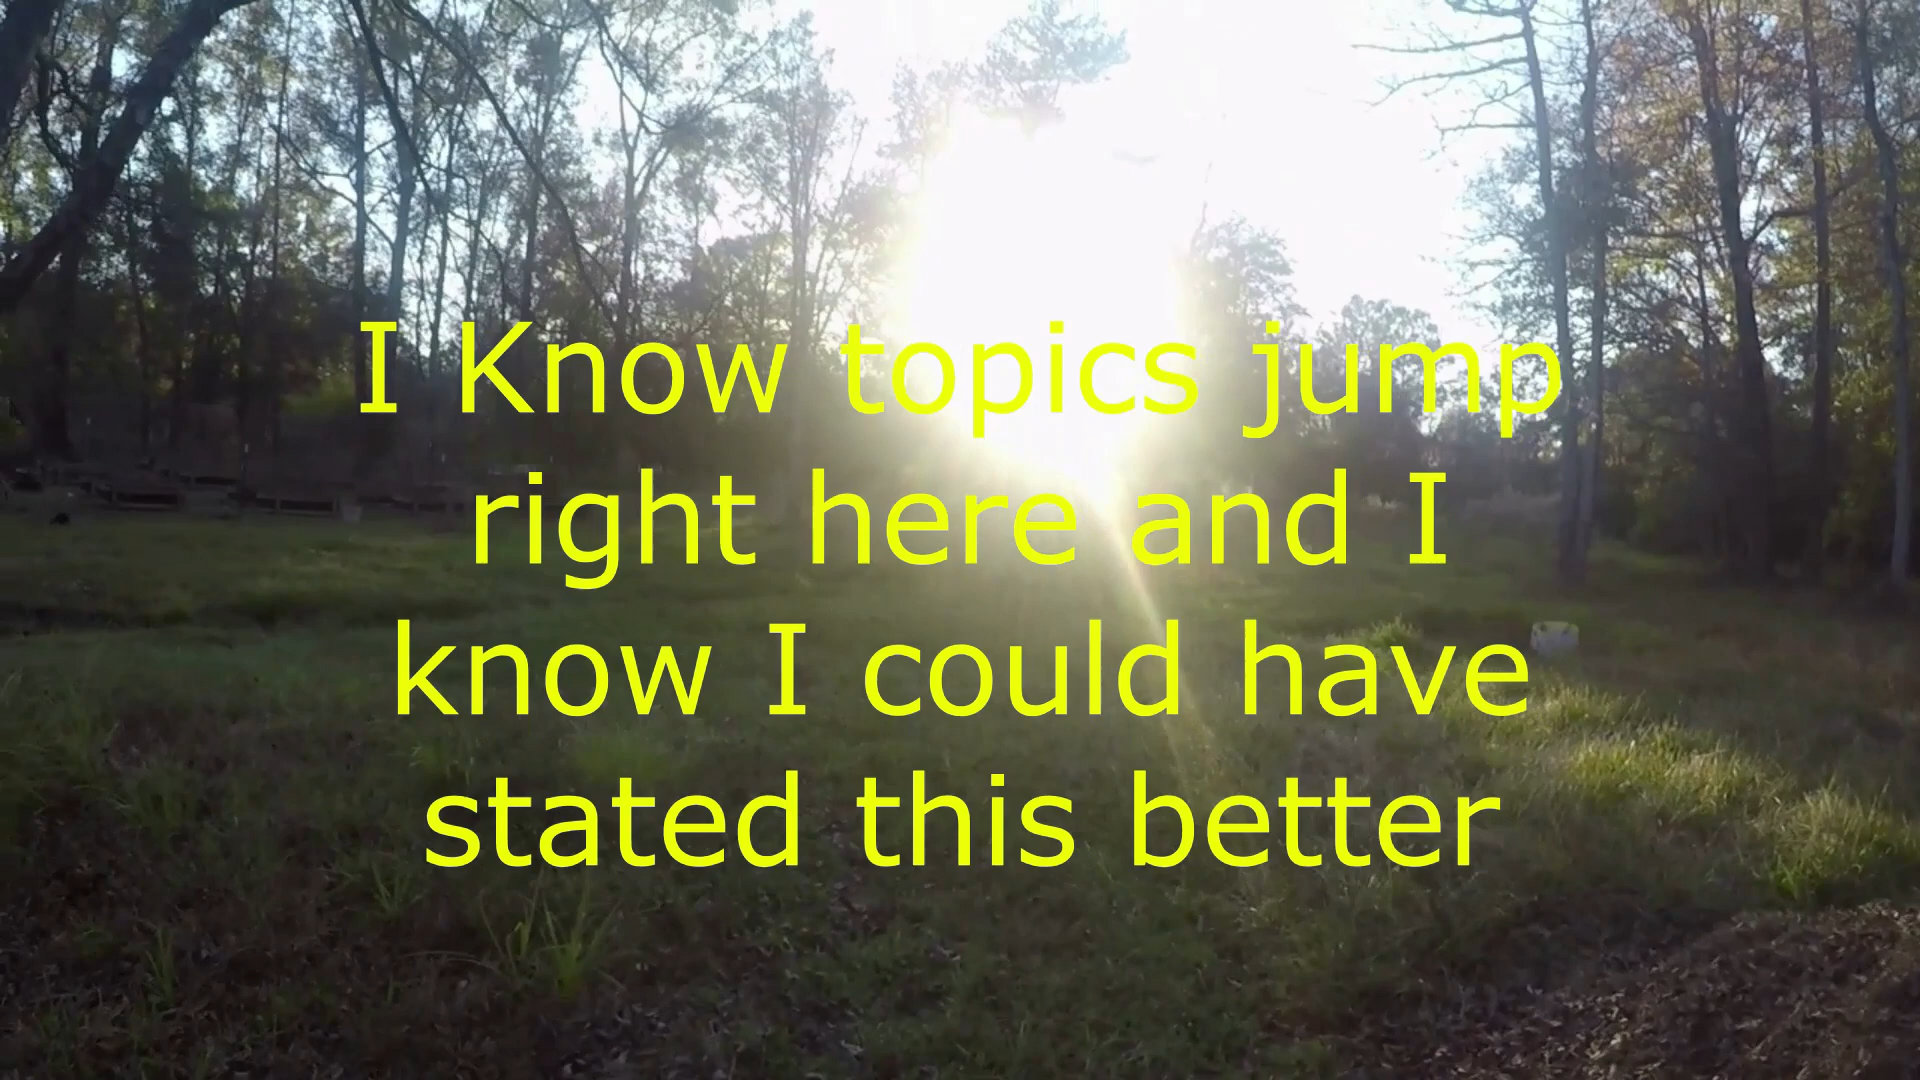 I Know topics jump
right here and I
know I could have
stated this better